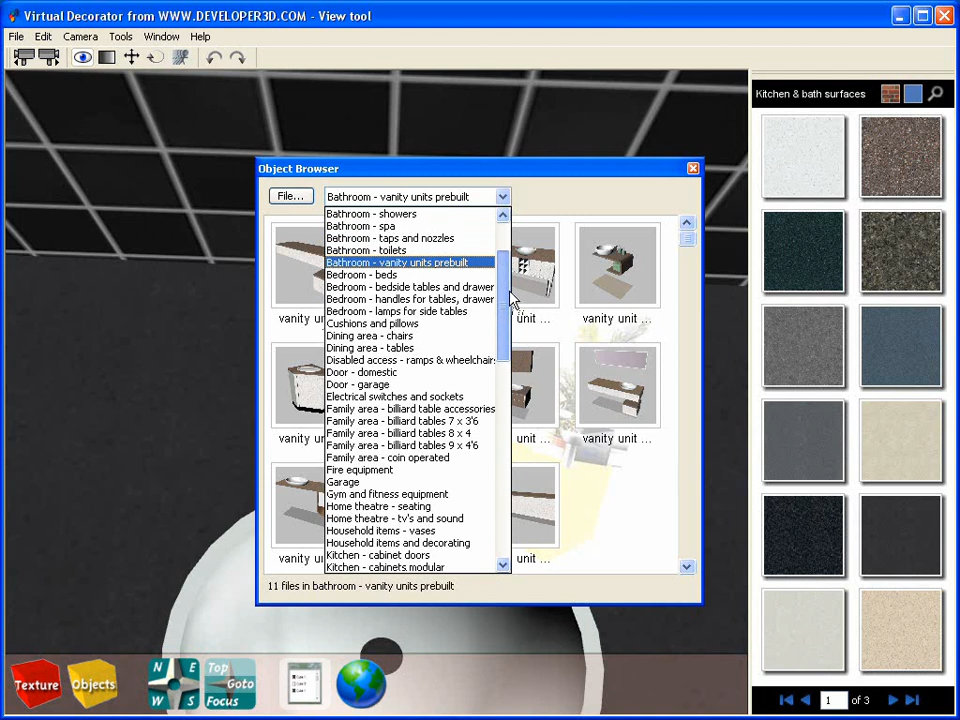 Virtual Decorator from WWW.DEVELOPER3D.COM - View tool
File Edit Camera Tools Window Help
Kitchen & bath surfaces
Object Browser
File...
Bathroom - vanity units prebuilt
Bathroom - showers
Bathroom - spa
Bathroom - taps and nozzles
Bathroom - toilets
Bathroom - vanity units prebuilt
Bedroom - beds
Bedroom - bedside tables and drawer
Bedroom - handles for tables, drawer
Bedroom - lamps for side tables
Cushions and pillows
Dining area - chairs
Dining area - tables
Disabled access - ramps & wheelchairs
Door - domestic
Door - garage
Electrical switches and sockets
Family area - billiard table accessories
Family area - billiard tables 7 x 3'6
Family area - billiard tables 8 x 4
Family area - billiard tables 9 x 4'6
Family area - coin operated
Fire equipment
Garage
Gym and fitness equipment
Home theatre - seating
Home theatre - tv's and sound
Household items - vases
Household items and decorating
Kitchen - cabinet doors
Kitchen - cabinets modular
vanity u
unit ...
vanity unit ...
vanity u
unit ...
vanity unit ...
vanity u
unit ...
11 files in bathroom - vanity units prebuilt
Texture
Objects
N E
W S
Top
Goto
Focus
1 of 3